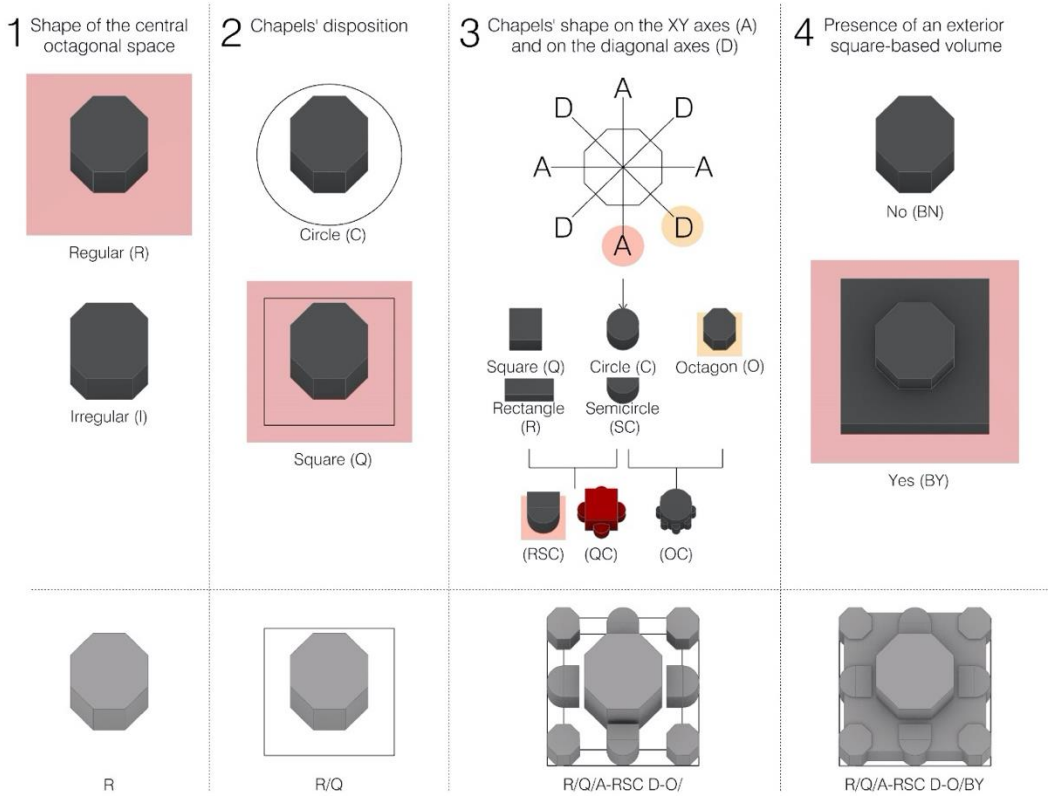 1 Shape of the central
octagonal space
Regular (R)
Irregular (I)
2 Chapels' disposition
Circle (C)
Square (Q)
3 Chapels' shape on the XY axes (A)
and on the diagonal axes (D)
A
D
D
A
A
D
D
A
Square (Q)
Circle (C)
Octagon (O)
Rectangle
(R)
Semicircle
(SC)
(RSC)
(QC)
(OC)
4 Presence of an exterior
square-based volume
No (BN)
Yes (BY)
R
R/Q
R/Q/A-RSC D-O/
R/Q/A-RSC D-O/BY